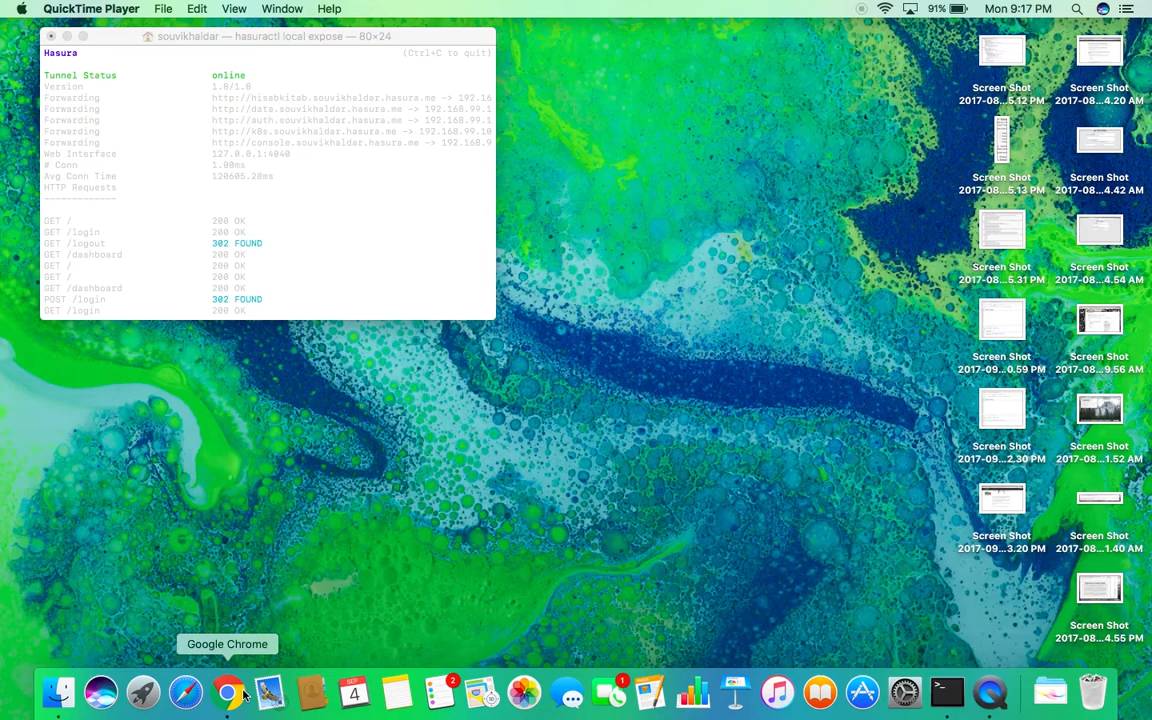 QuickTime Player File Edit View Window Help 91% Mon 9:17 PM
souvikhaldar — hasuractl local expose — 80×24
Hasura (Ctrl+C to quit)
Tunnel Status online
Version 1.8/1.8
Forwarding http://hisabkitab.souvikhaldar.hasura.me -> 192.16
Forwarding http://data.souvikhaldar.hasura.me -> 192.168.99.1
Forwarding http://auth.souvikhaldar.hasura.me -> 192.168.99.1
Forwarding http://k8s.souvikhaldar.hasura.me -> 192.168.99.10
Forwarding http://console.souvikhaldar.hasura.me -> 192.168.9
Web Interface 127.0.0.1:4040
# Conn 1.00ms
Avg Conn Time 120605.28ms
HTTP Requests
-------------
GET / 200 OK
GET /login 200 OK
GET /logout 302 FOUND
GET /dashboard 200 OK
GET / 200 OK
GET / 200 OK
GET /dashboard 200 OK
POST /login 302 FOUND
GET /login 200 OK
Screen Shot
2017-08...5.12 PM
Screen Shot
2017-08...4.20 AM
Screen Shot
2017-08...5.13 PM
Screen Shot
2017-08...4.42 AM
Screen Shot
2017-08...5.31 PM
Screen Shot
2017-08...4.54 AM
Screen Shot
2017-09...0.59 PM
Screen Shot
2017-08...9.56 AM
Screen Shot
2017-09...2.30 PM
Screen Shot
2017-08...1.52 AM
Screen Shot
2017-09...3.20 PM
Screen Shot
2017-08...1.40 AM
Screen Shot
2017-08...4.55 PM
Google Chrome
SEP
4
2
1